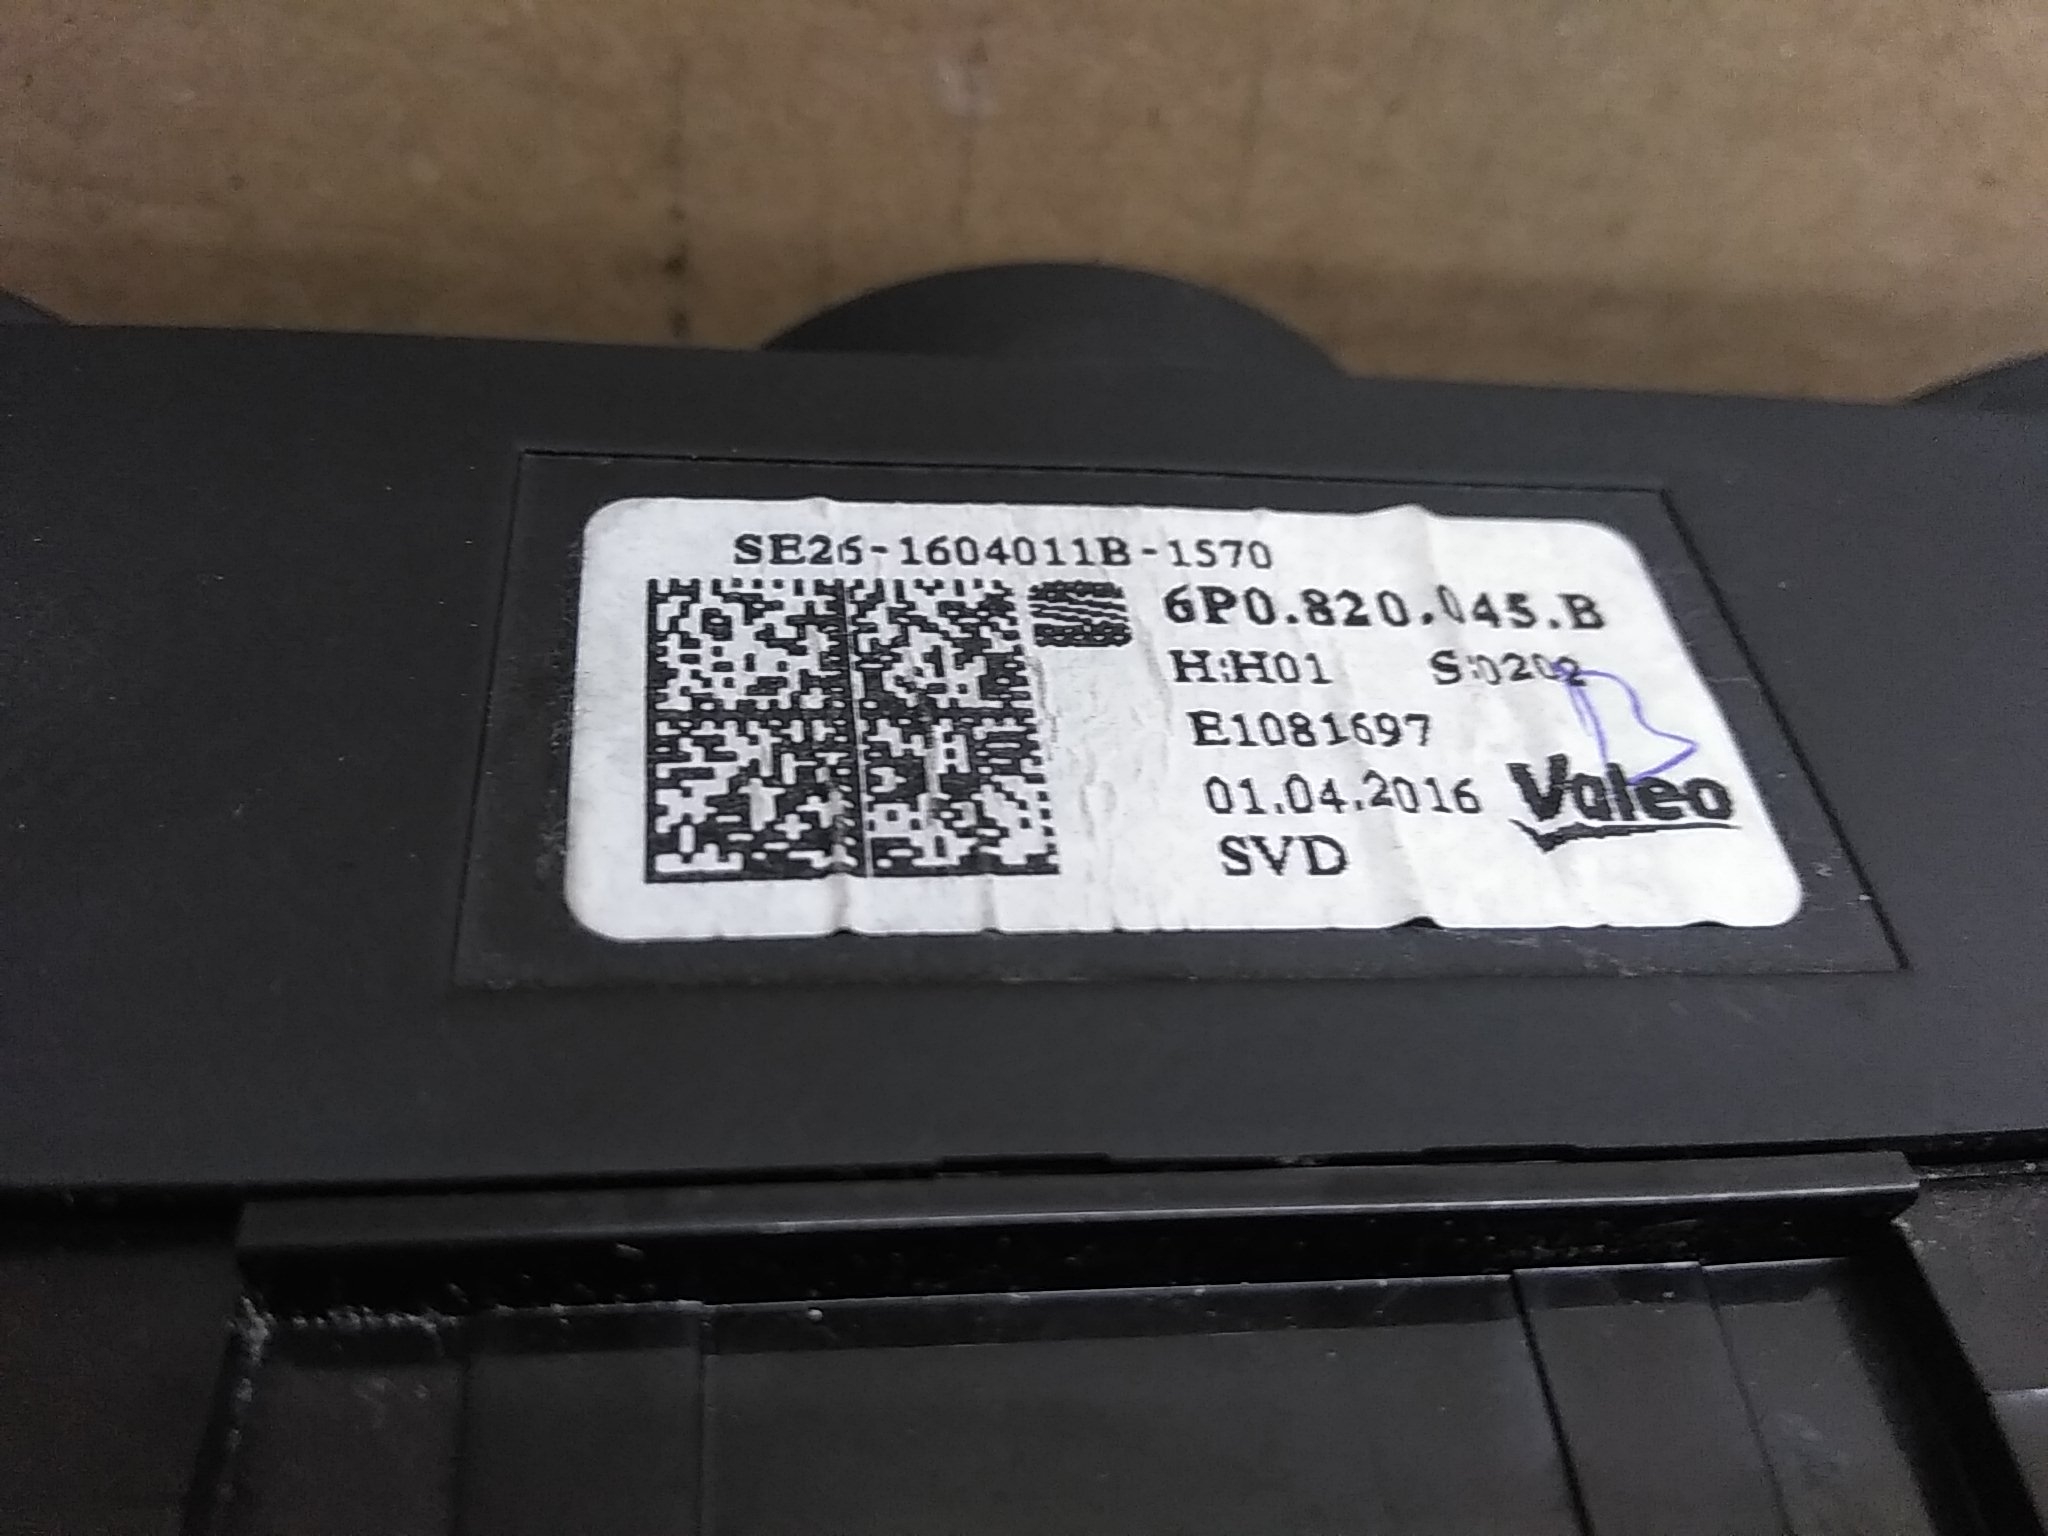 SE26-1604011B-1570
6P0.820.045.B
H:H01 S:0202
E1081697
01.04.2016
Valeo
SVD